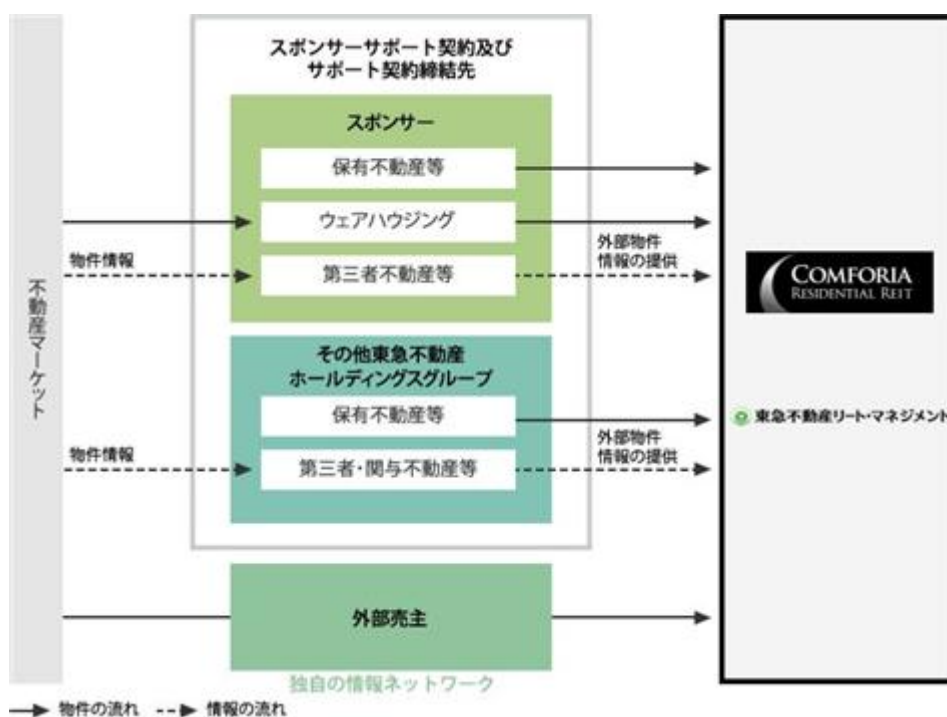 スポンサーサポート契約及び
サポート契約締結先
スポンサー
保有不動産等
ウェアハウジング
物件情報
第三者不動産等
外部物件
情報の提供
不動産マーケット
COMFORIA
RESIDENTIAL REIT
その他東急不動産
ホールディングスグループ
保有不動産等
物件情報
第三者・関与不動産等
外部物件
情報の提供
東急不動産リート・マネジメント
外部売主
独自の情報ネットワーク
物件の流れ
情報の流れ